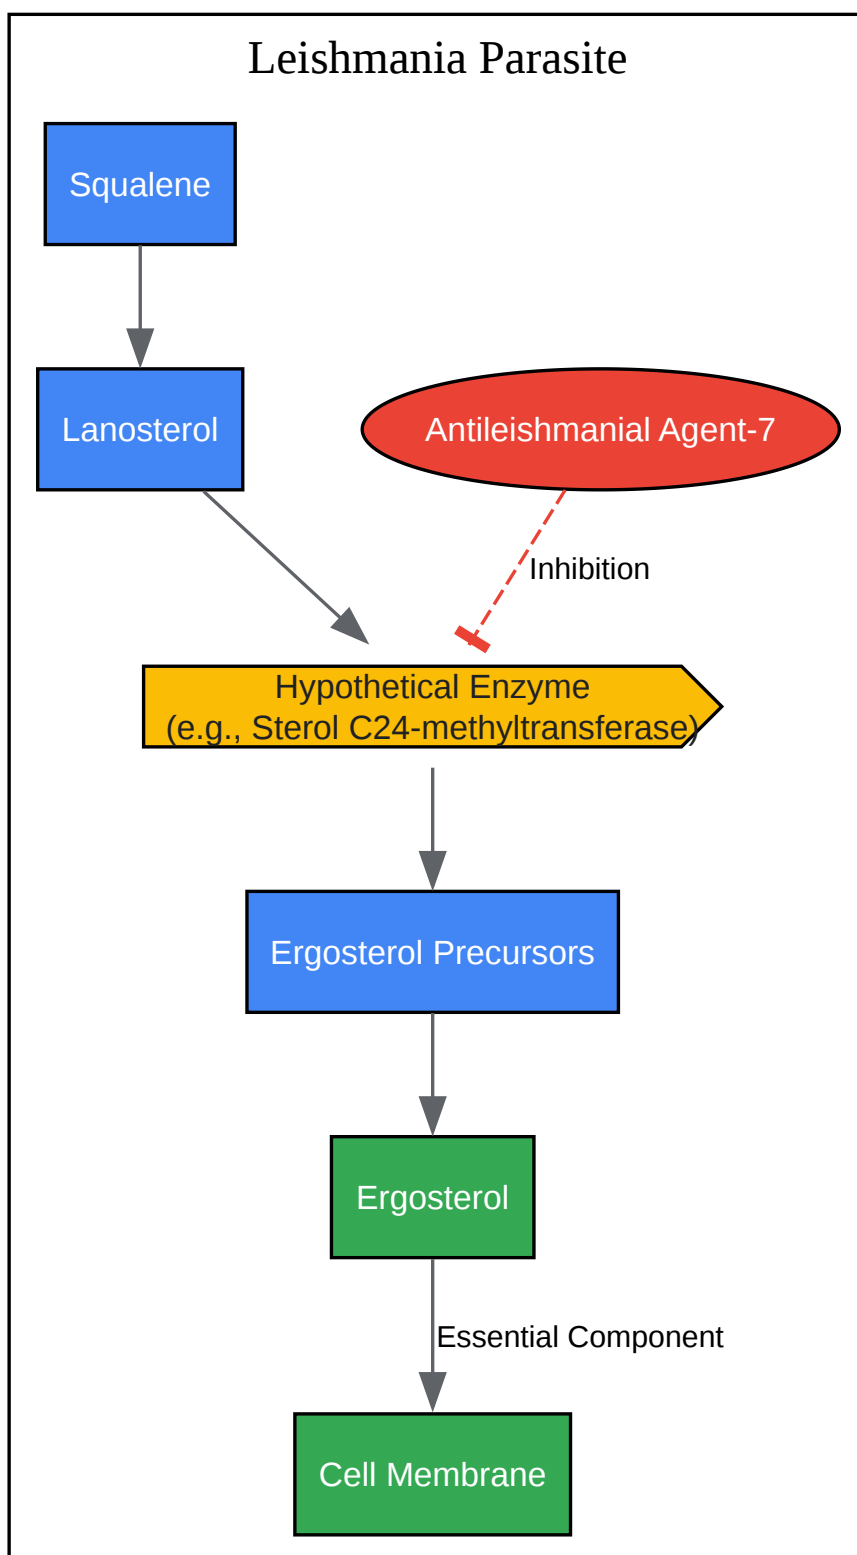 Leishmania Parasite
Squalene
Lanosterol
Antileishmanial Agent-7
Inhibition
Hypothetical Enzyme
(e.g., Sterol C24-methyltransferase)
Ergosterol Precursors
Ergosterol
Essential Component
Cell Membrane